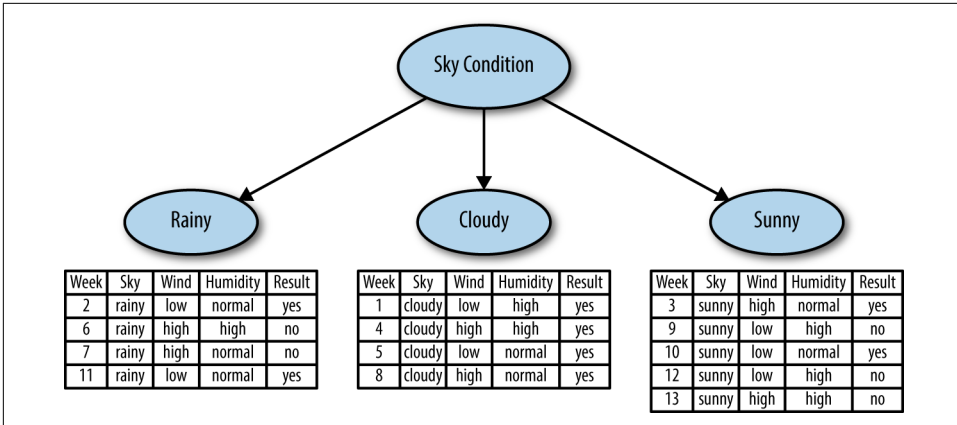 Sky Condition
Rainy
Cloudy
Sunny
Week Sky Wind Humidity Result
2 rainy low normal yes
6 rainy high high no
7 rainy high normal no
11 rainy low normal yes
Week Sky Wind Humidity Result
1 cloudy low high yes
4 cloudy high high yes
5 cloudy low normal yes
8 cloudy high normal yes
Week Sky Wind Humidity Result
3 sunny high normal yes
9 sunny low high no
10 sunny low normal yes
12 sunny low high no
13 sunny high high no